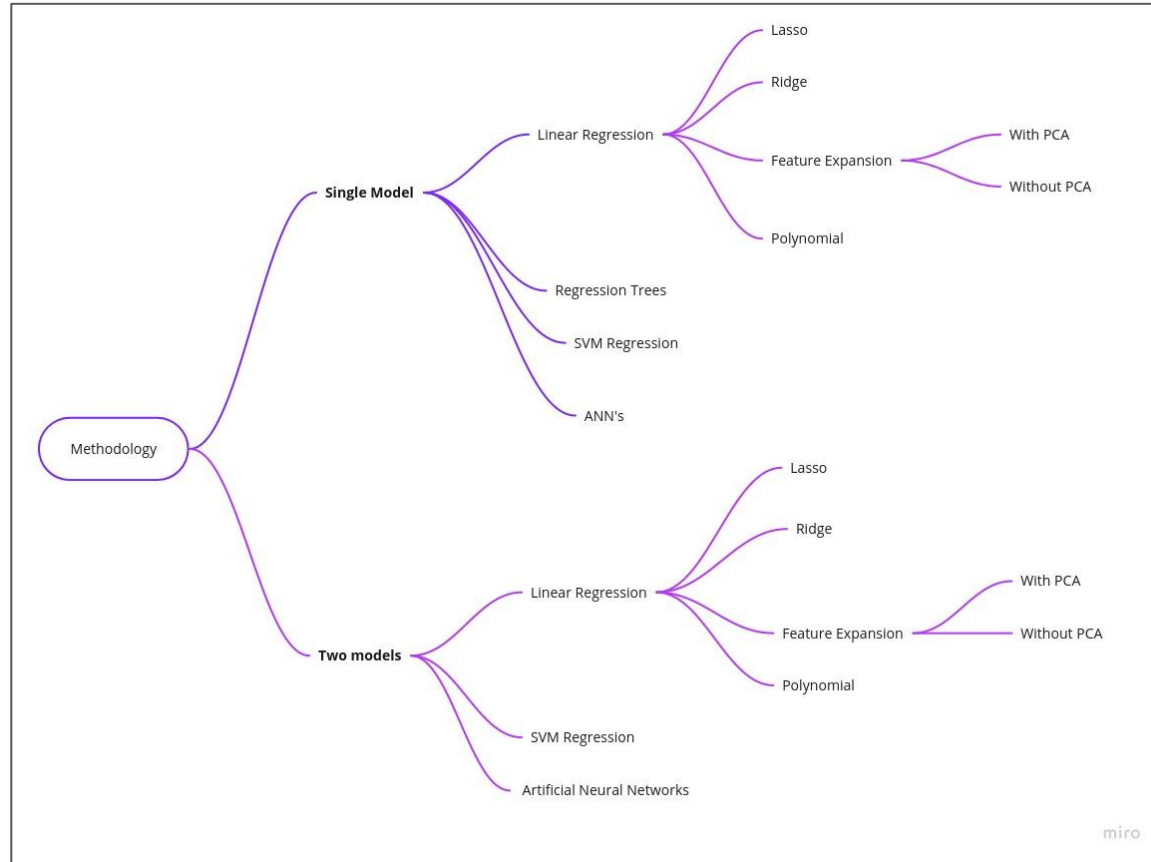 Lasso
Ridge
Linear Regression
With PCA
Feature Expansion
Without PCA
Single Model
Polynomial
Regression Trees
SVM Regression
ANN's
Methodology
Lasso
Ridge
With PCA
Linear Regression
Feature Expansion
Without PCA
Two models
Polynomial
SVM Regression
Artificial Neural Networks
miro